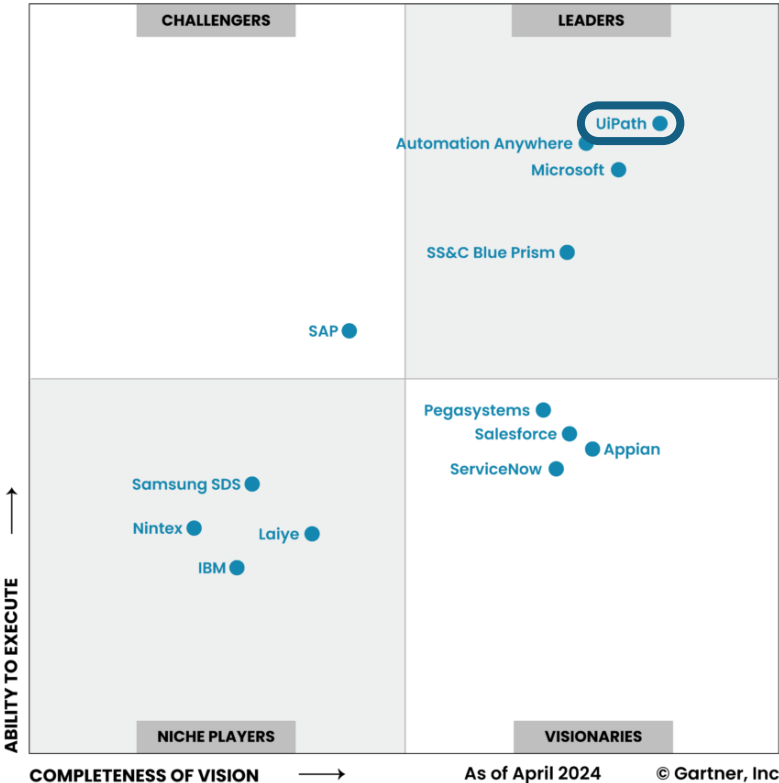 CHALLENGERS
LEADERS
UiPath
Automation Anywhere
Microsoft
SS&C Blue Prism
SAP
Pegasystems
Salesforce
Appian
ServiceNow
Samsung SDS
Nintex
Laiye
IBM
ABILITY TO EXECUTE
NICHE PLAYERS
VISIONARIES
COMPLETENESS OF VISION
As of April 2024
© Gartner, Inc